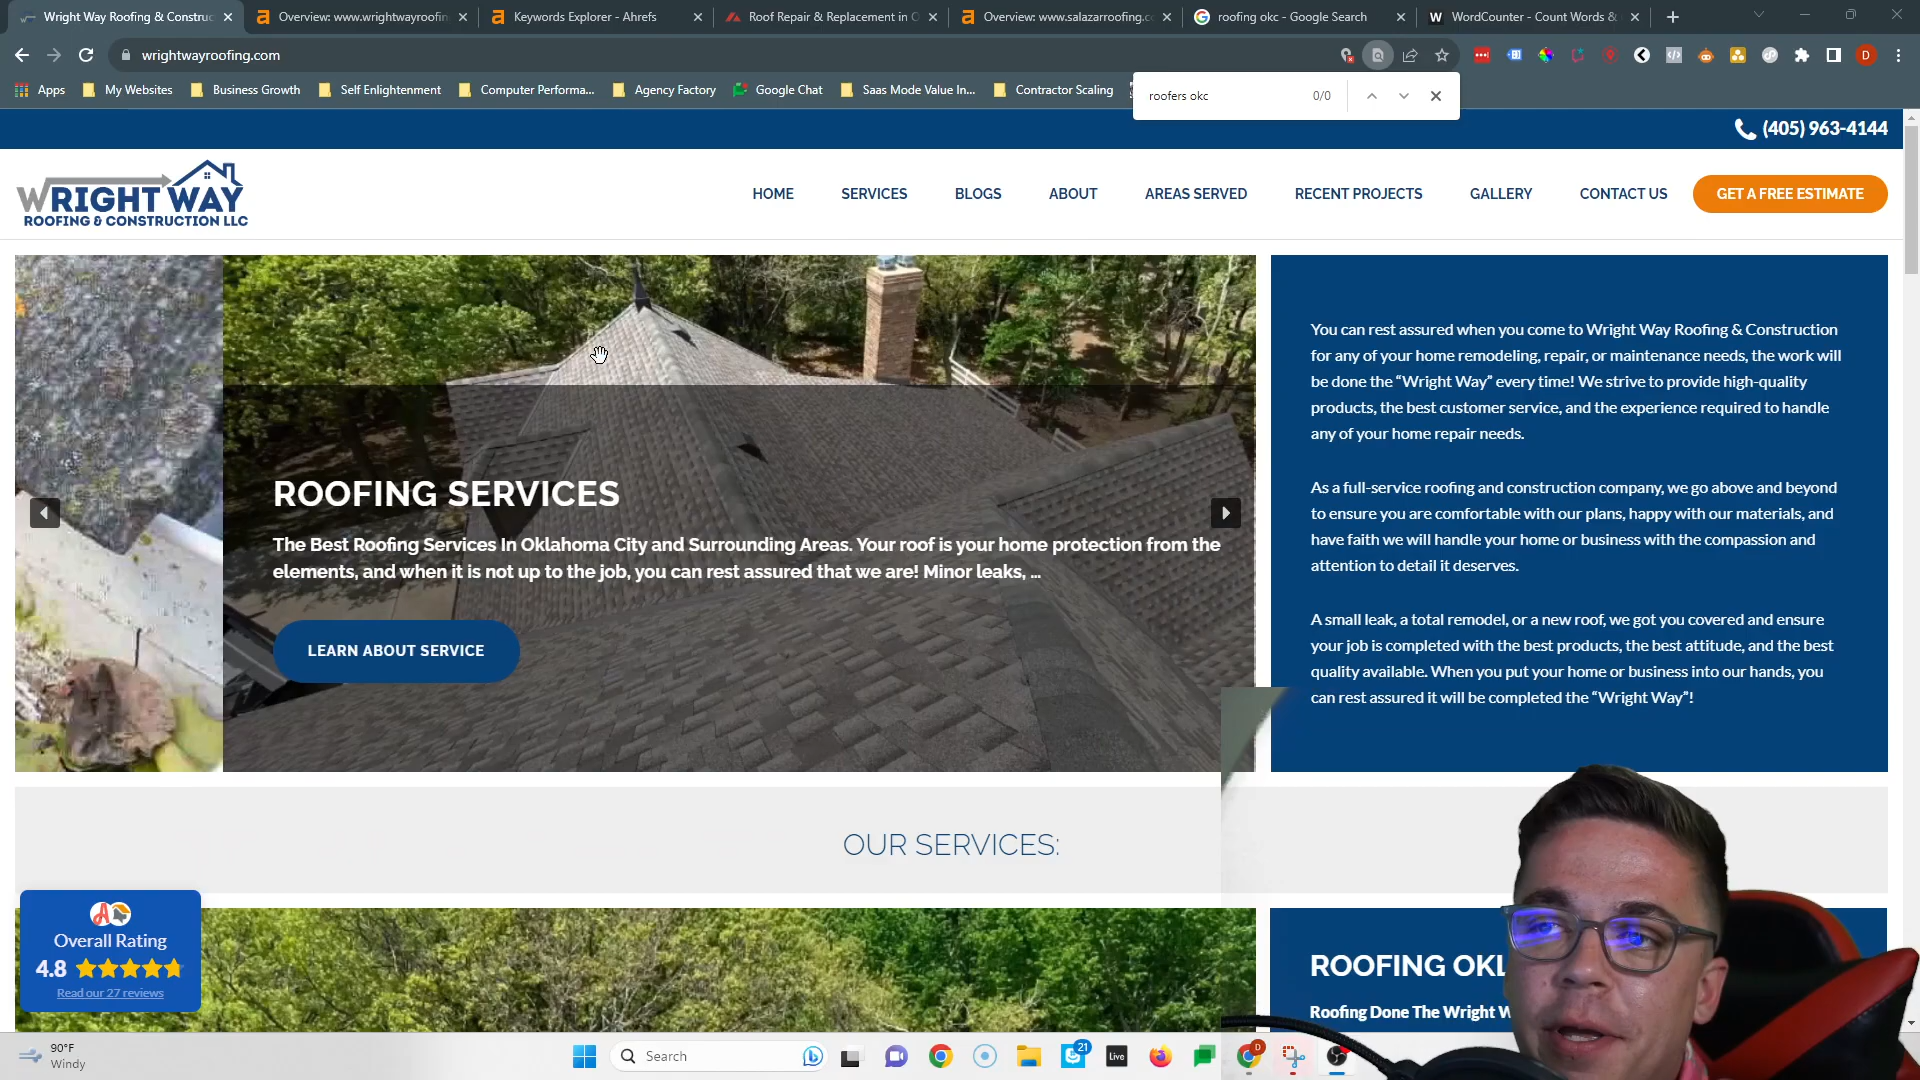 Wright Way Roofing & Construc
Overview: www.wrightwayroofin
Keywords Explorer - Ahrefs
Roof Repair & Replacement in O
Overview: www.salazarroofing.c
roofing okc - Google Search
WordCounter - Count Words &
wrightwayroofing.com
Apps
My Websites
Business Growth
Self Enlightenment
Computer Performa...
Agency Factory
Google Chat
Saas Mode Value In...
Contractor Scaling
roofers okc
0/0
(405) 963-4144
WRIGHT WAY
ROOFING & CONSTRUCTION LLC
HOME
SERVICES
BLOGS
ABOUT
AREAS SERVED
RECENT PROJECTS
GALLERY
CONTACT US
GET A FREE ESTIMATE
ROOFING SERVICES
The Best Roofing Services In Oklahoma City and Surrounding Areas. Your roof is your home protection from the
elements, and when it is not up to the job, you can rest assured that we are! Minor leaks, ...
LEARN ABOUT SERVICE
You can rest assured when you come to Wright Way Roofing & Construction
for any of your home remodeling, repair, or maintenance needs, the work will
be done the “Wright Way” every time! We strive to provide high-quality
products, the best customer service, and the experience required to handle
any of your home repair needs.
As a full-service roofing and construction company, we go above and beyond
to ensure you are comfortable with our plans, happy with our materials, and
have faith we will handle your home or business with the compassion and
attention to detail it deserves.
A small leak, a total remodel, or a new roof, we got you covered and ensure
your job is completed with the best products, the best attitude, and the best
quality available. When you put your home or business into our hands, you
can rest assured it will be completed the “Wright Way”!
OUR SERVICES:
Overall Rating
4.8
Read our 27 reviews
ROOFING OKL
Roofing Done The Wright W
90°F
Windy
Search
21
Live
D
D